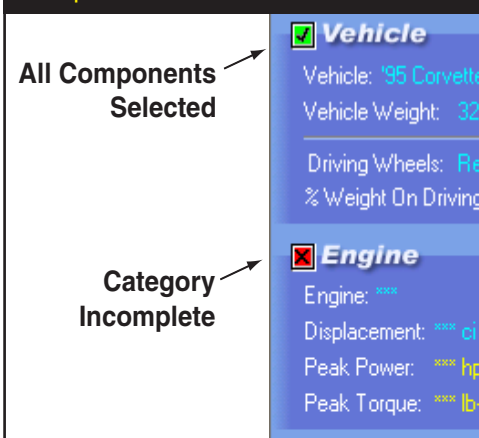 Vehicle
All Components
Selected
Vehicle: '95 Corvette
Vehicle Weight: 32
Driving Wheels: Re
% Weight On Driving
Engine
Category
Incomplete
Engine: ***
Displacement: *** ci
Peak Power: *** hp
Peak Torque: *** lb-